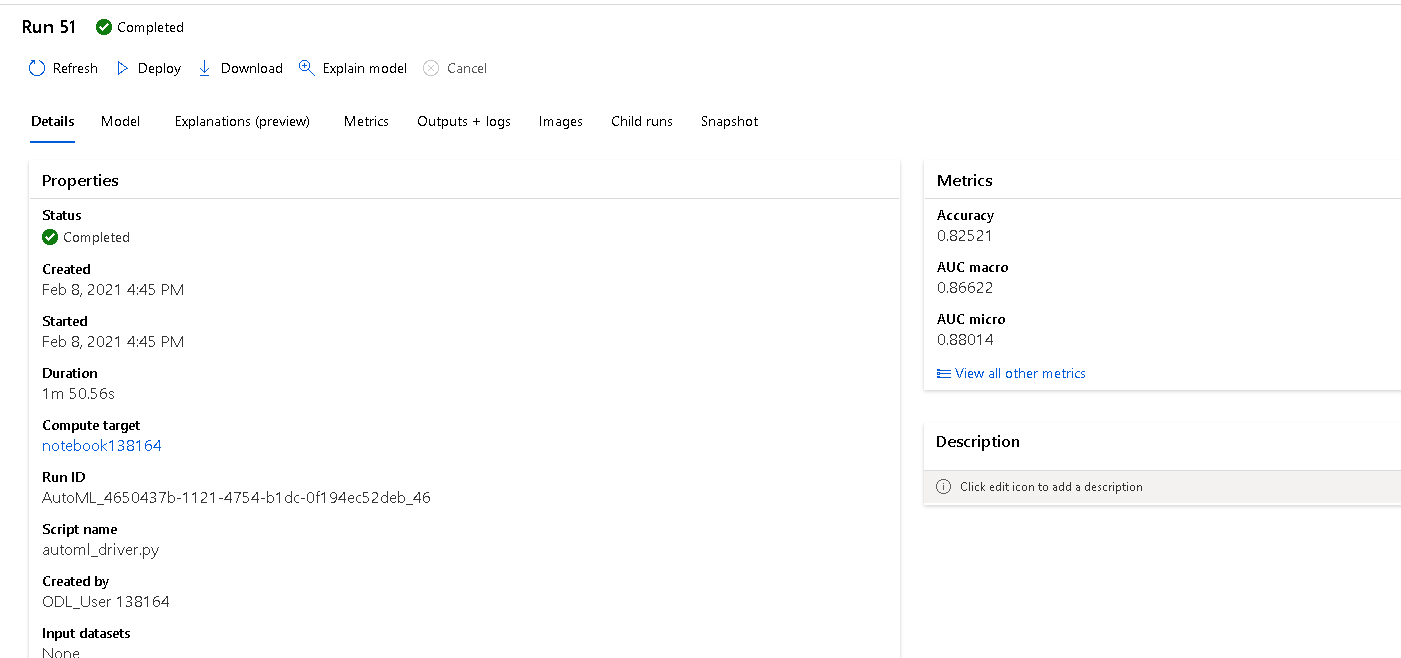 Run 51 Completed
Refresh Deploy Download Explain model Cancel
Details Model Explanations (preview) Metrics Outputs + logs Images Child runs Snapshot
Properties
Status
Completed
Created
Feb 8, 2021 4:45 PM
Started
Feb 8, 2021 4:45 PM
Duration
1m 50.56s
Compute target
notebook138164
Run ID
AutoML_4650437b-1121-4754-b1dc-0f194ec52deb_46
Script name
automl_driver.py
Created by
ODL_User 138164
Input datasets
None
Metrics
Accuracy
0.82521
AUC macro
0.86622
AUC micro
0.88014
View all other metrics
Description
Click edit icon to add a description